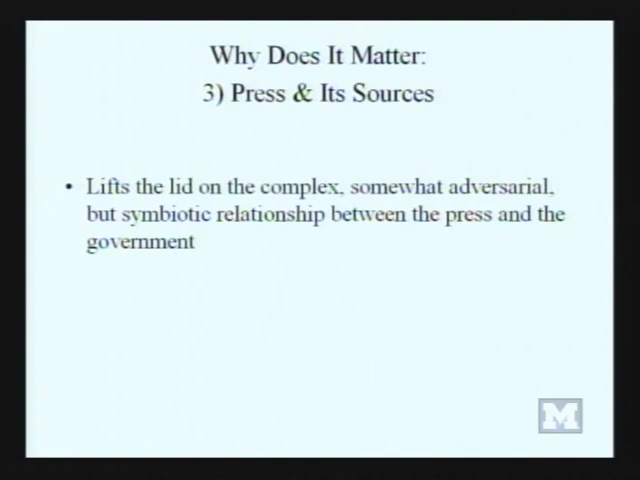 Why Does It Matter:
3) Press & Its Sources
• Lifts the lid on the complex, somewhat adversarial,
but symbiotic relationship between the press and the
government
M